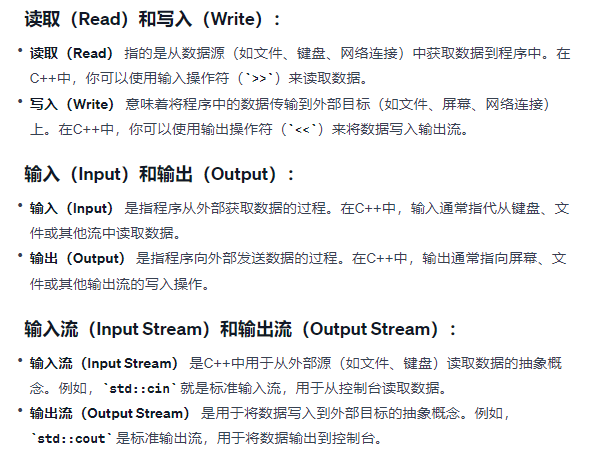 读取（Read）和写入（Write）：
• 读取（Read） 指的是从数据源（如文件、键盘、网络连接）中获取数据到程序中。在
C++中，你可以使用输入操作符（`>>`）来读取数据。
• 写入（Write） 意味着将程序中的数据传输到外部目标（如文件、屏幕、网络连接）
上。在C++中，你可以使用输出操作符（`<<`）来将数据写入输出流。
输入（Input）和输出（Output）：
• 输入（Input） 是指程序从外部获取数据的过程。在C++中，输入通常指代从键盘、文
件或其他流中读取数据。
• 输出（Output） 是指程序向外部发送数据的过程。在C++中，输出通常指向屏幕、文
件或其他输出流的写入操作。
输入流（Input Stream）和输出流（Output Stream）：
• 输入流（Input Stream） 是C++中用于从外部源（如文件、键盘）读取数据的抽象概
念。例如，`std::cin`就是标准输入流，用于从控制台读取数据。
• 输出流（Output Stream） 是用于将数据写入到外部目标的抽象概念。例如，
`std::cout`是标准输出流，用于将数据输出到控制台。